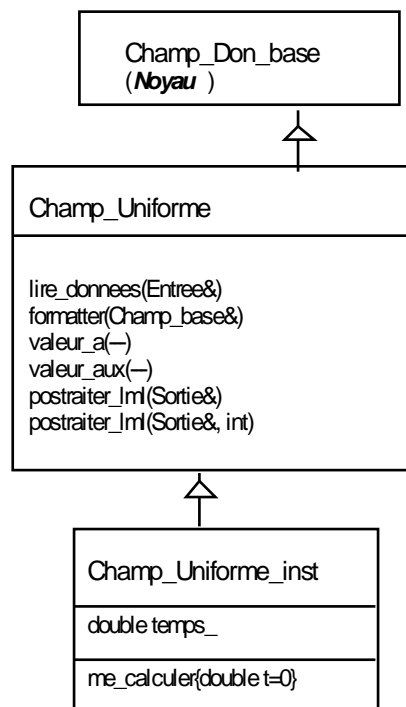 Champ_Don_base
(Noyau )
Champ_Uniforme
lire_donnees(Entree&)
formatter(Champ_base&)
valeur_a(---)
valeur_aux(---)
postraiter_lml(Sortie&)
postraiter_lml(Sortie&, int)
Champ_Uniforme_inst
double temps_
me_calculer{double t=0}